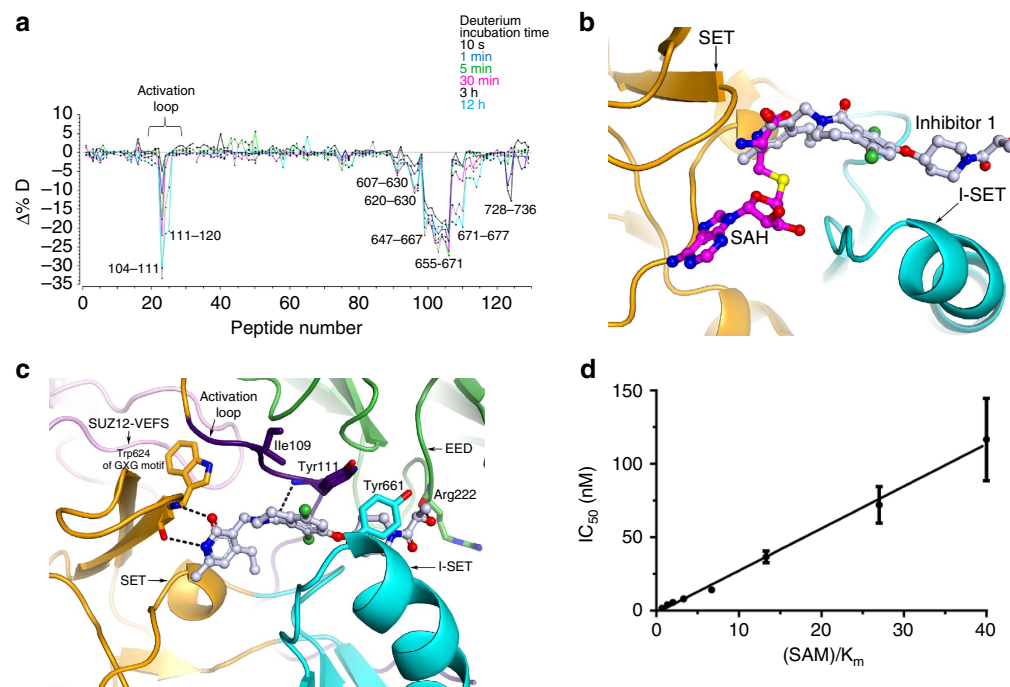 a
Deuterium
incubation time
10 s
1 min
5 min
30 min
3 h
12 h
Activation
loop
10
5
0
−5
−10
−15
−20
−25
−30
−35
Δ% D
607–630
620–630
728–736
111–120
647–667
671–677
104–111
655–671
0 20 40 60 80 100 120
Peptide number
b
SET
Inhibitor 1
I-SET
SAH
c
Activation
loop
SUZ12-VEFS
Trp624
of GXG motif
Ile109
Tyr111
EED
Tyr661
Arg222
SET
I-SET
d
150
100
50
0
IC50 (nM)
0 10 20 30 40
(SAM)/Km